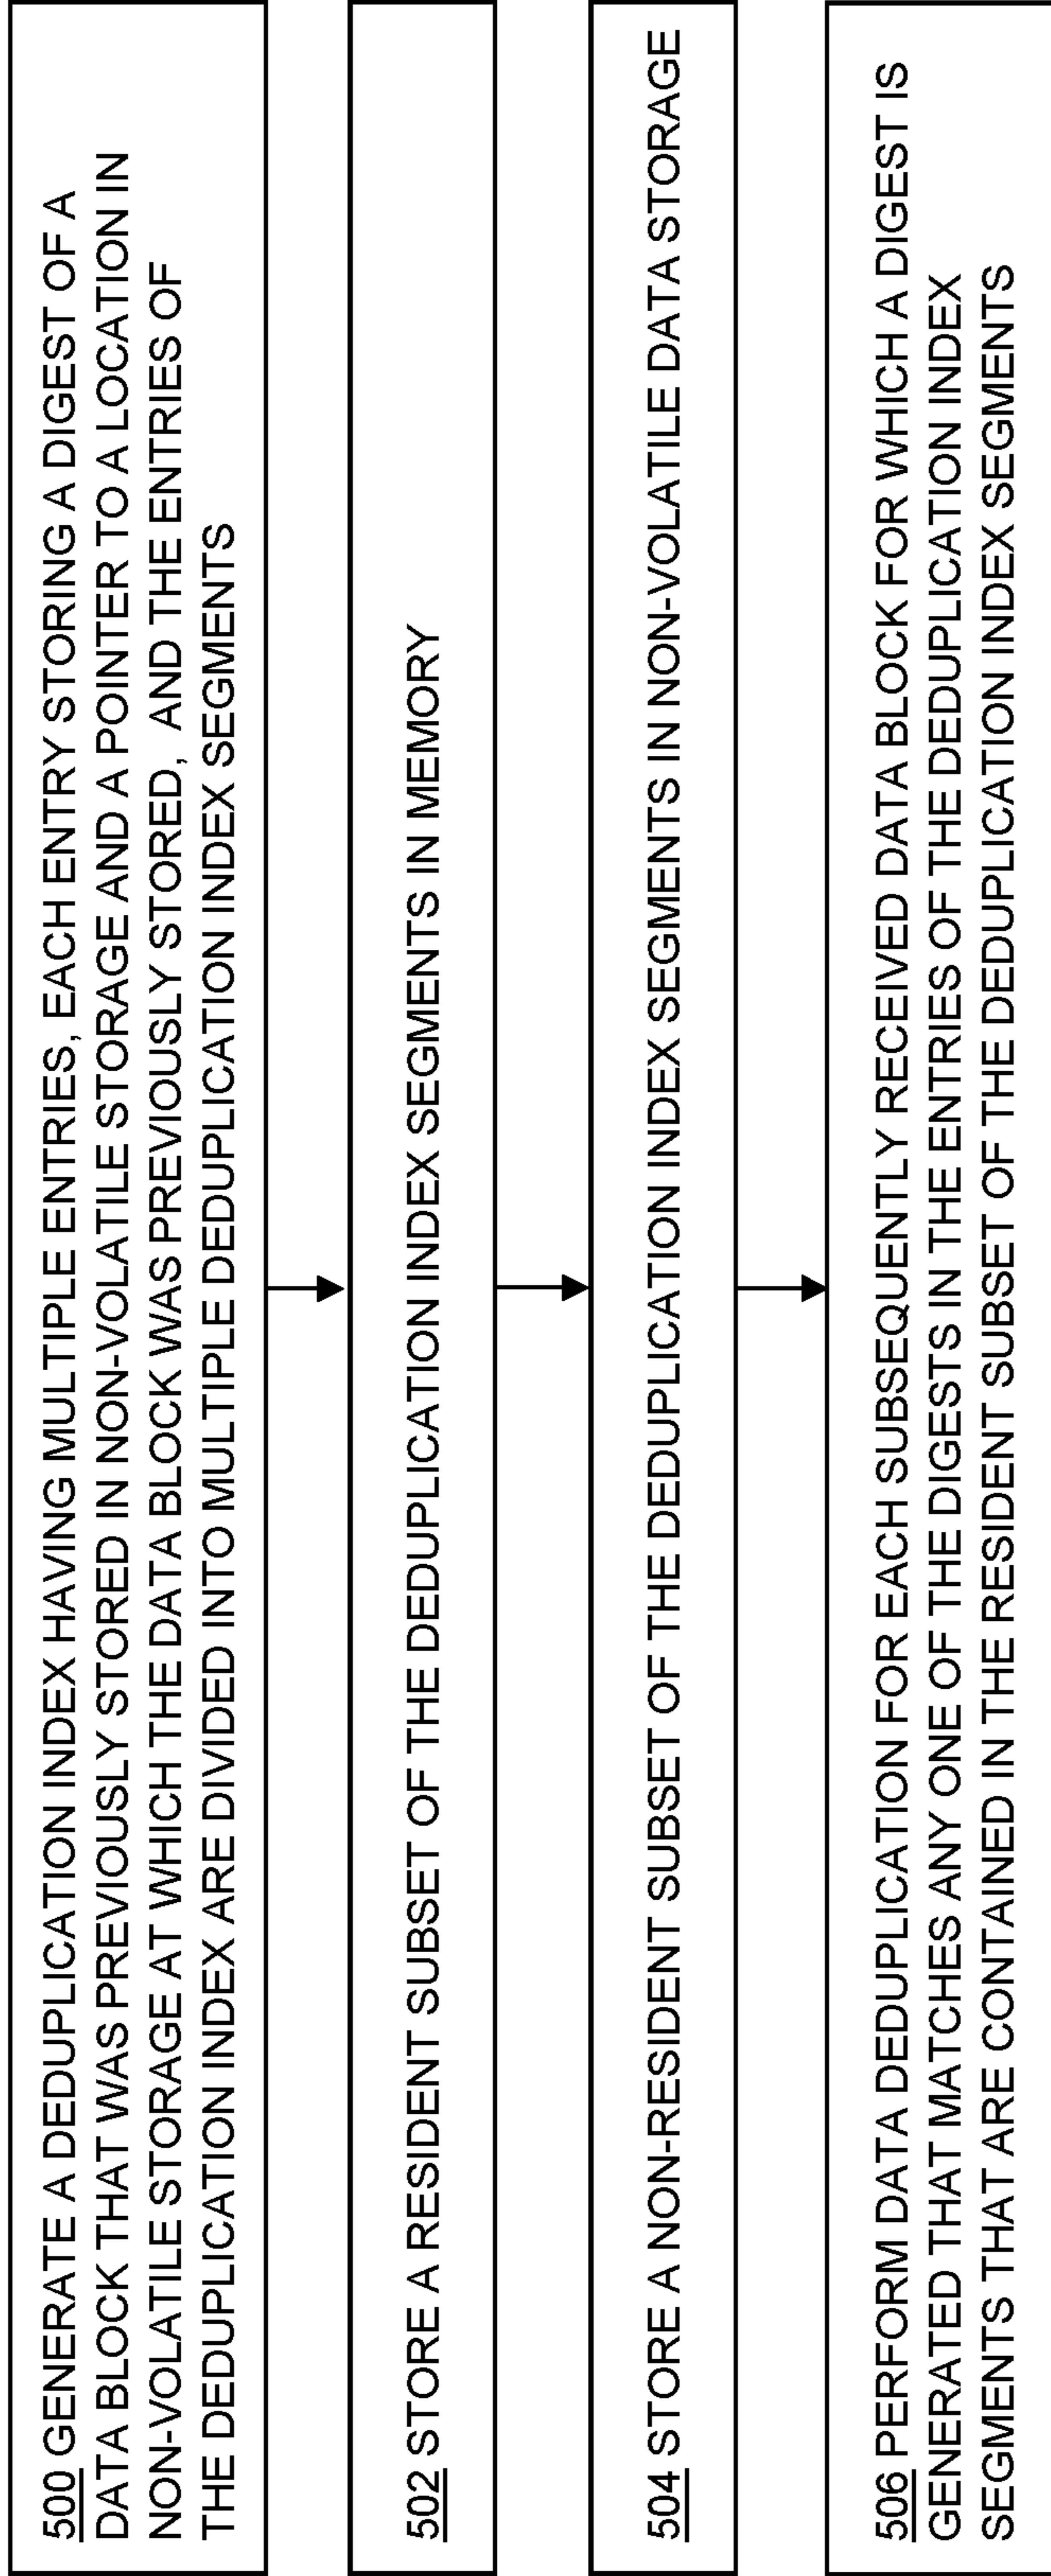 500 GENERATE A DEDUPLICATION INDEX HAVING MULTIPLE ENTRIES, EACH ENTRY STORING A DIGEST OF A
DATA BLOCK THAT WAS PREVIOUSLY STORED IN NON-VOLATILE STORAGE AND A POINTER TO A LOCATION IN
NON-VOLATILE STORAGE AT WHICH THE DATA BLOCK WAS PREVIOUSLY STORED, AND THE ENTRIES OF
THE DEDUPLICATION INDEX ARE DIVIDED INTO MULTIPLE DEDUPLICATION INDEX SEGMENTS
502 STORE A RESIDENT SUBSET OF THE DEDUPLICATION INDEX SEGMENTS IN MEMORY
504 STORE A NON-RESIDENT SUBSET OF THE DEDUPLICATION INDEX SEGMENTS IN NON-VOLATILE DATA STORAGE
506 PERFORM DATA DEDUPLICATION FOR EACH SUBSEQUENTLY RECEIVED DATA BLOCK FOR WHICH A DIGEST IS
GENERATED THAT MATCHES ANY ONE OF THE DIGESTS IN THE ENTRIES OF THE DEDUPLICATION INDEX
SEGMENTS THAT ARE CONTAINED IN THE RESIDENT SUBSET OF THE DEDUPLICATION INDEX SEGMENTS